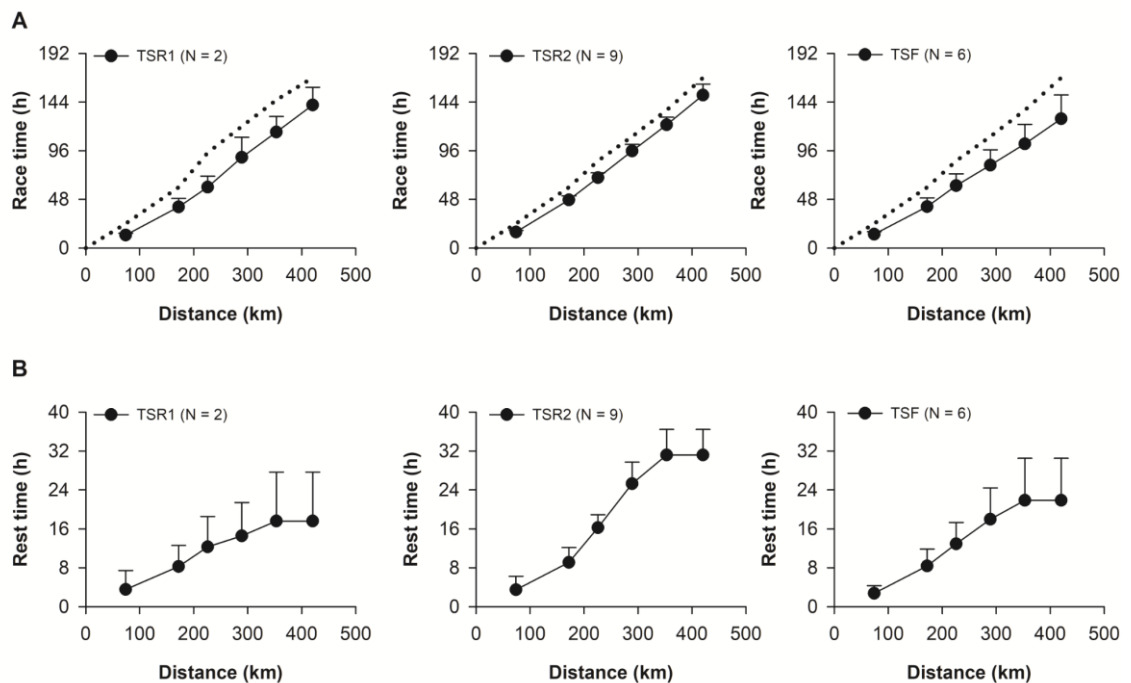 A
TSR1 (N = 2)
TSR2 (N = 9)
TSF (N = 6)
192
144
96
48
0
192
144
96
48
0
192
144
96
48
0
Race time (h)
Race time (h)
Race time (h)
0 100 200 300 400 500
0 100 200 300 400 500
0 100 200 300 400 500
Distance (km)
Distance (km)
Distance (km)
B
TSR1 (N = 2)
TSR2 (N = 9)
TSF (N = 6)
40
32
24
16
8
0
40
32
24
16
8
0
40
32
24
16
8
0
Rest time (h)
Rest time (h)
Rest time (h)
0 100 200 300 400 500
0 100 200 300 400 500
0 100 200 300 400 500
Distance (km)
Distance (km)
Distance (km)